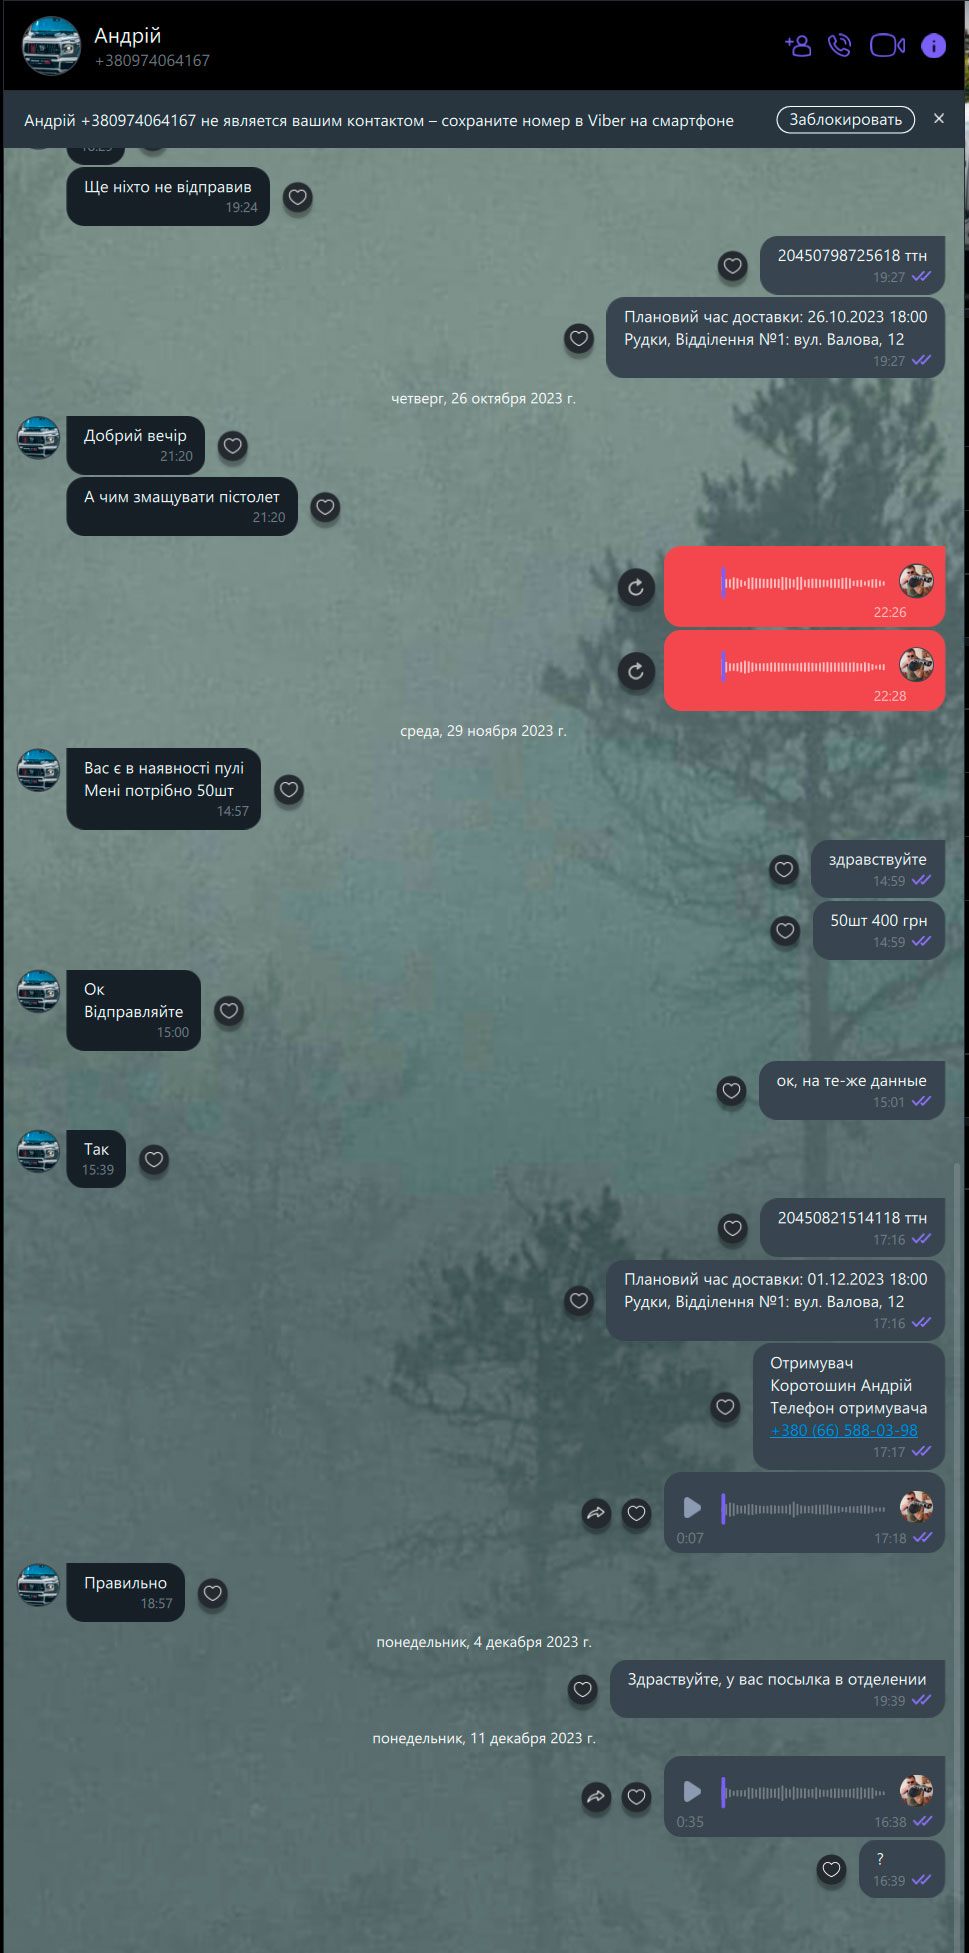 Андрій
+380974064167
Андрій +380974064167 не является вашим контактом – сохраните номер в Viber на смартфоне
Заблокировать
18:29
Ще ніхто не відправив
19:24
20450798725618 ттн
19:27
Плановий час доставки: 26.10.2023 18:00
Рудки, Відділення №1: вул. Валова, 12
19:27
четверг, 26 октября 2023 г.
Добрий вечір
21:20
А чим змащувати пістолет
21:20
22:26
22:28
среда, 29 ноября 2023 г.
Вас є в наявності пулі
Мені потрібно 50шт
14:57
здравствуйте
14:59
50шт 400 грн
14:59
Ок
Відправляйте
15:00
ок, на те-же данные
15:01
Так
15:39
20450821514118 ттн
17:16
Плановий час доставки: 01.12.2023 18:00
Рудки, Відділення №1: вул. Валова, 12
17:16
Отримувач
Коротошин Андрій
Телефон отримувача
+380 (66) 588-03-98
17:17
0:07
17:18
Правильно
18:57
понедельник, 4 декабря 2023 г.
Здраствуйте, у вас посылка в отделении
19:39
понедельник, 11 декабря 2023 г.
0:35
16:38
?
16:39